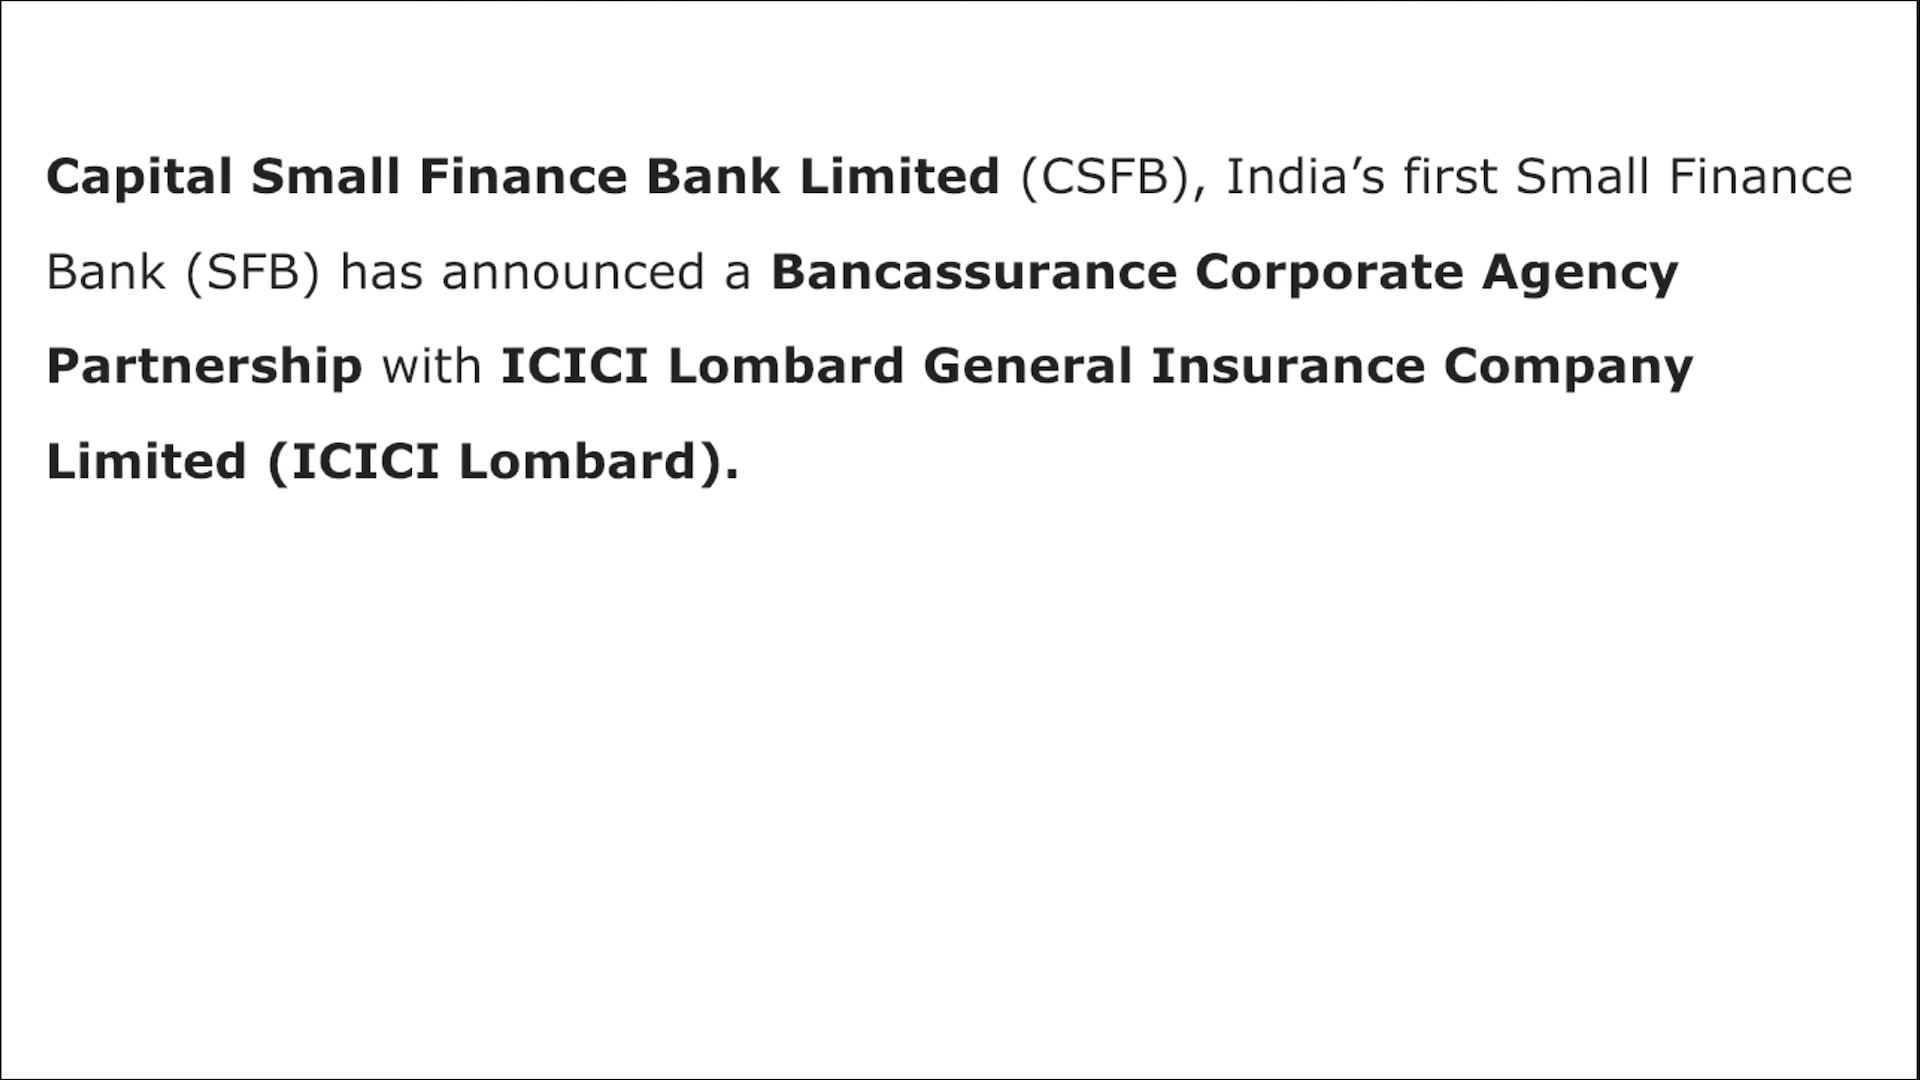 Capital Small Finance Bank Limited (CSFB), India’s first Small Finance
Bank (SFB) has announced a Bancassurance Corporate Agency
Partnership with ICICI Lombard General Insurance Company
Limited (ICICI Lombard).